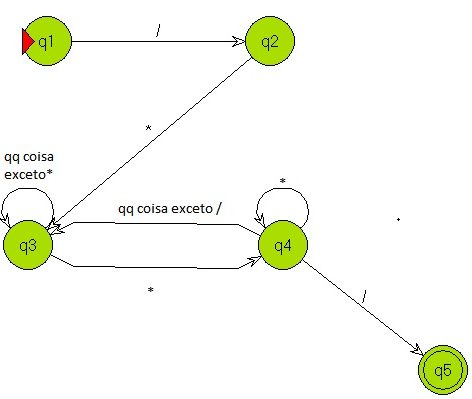 /
q1
q2
*
qq coisa
exceto*
*
qq coisa exceto /
q3
q4
*
/
q5